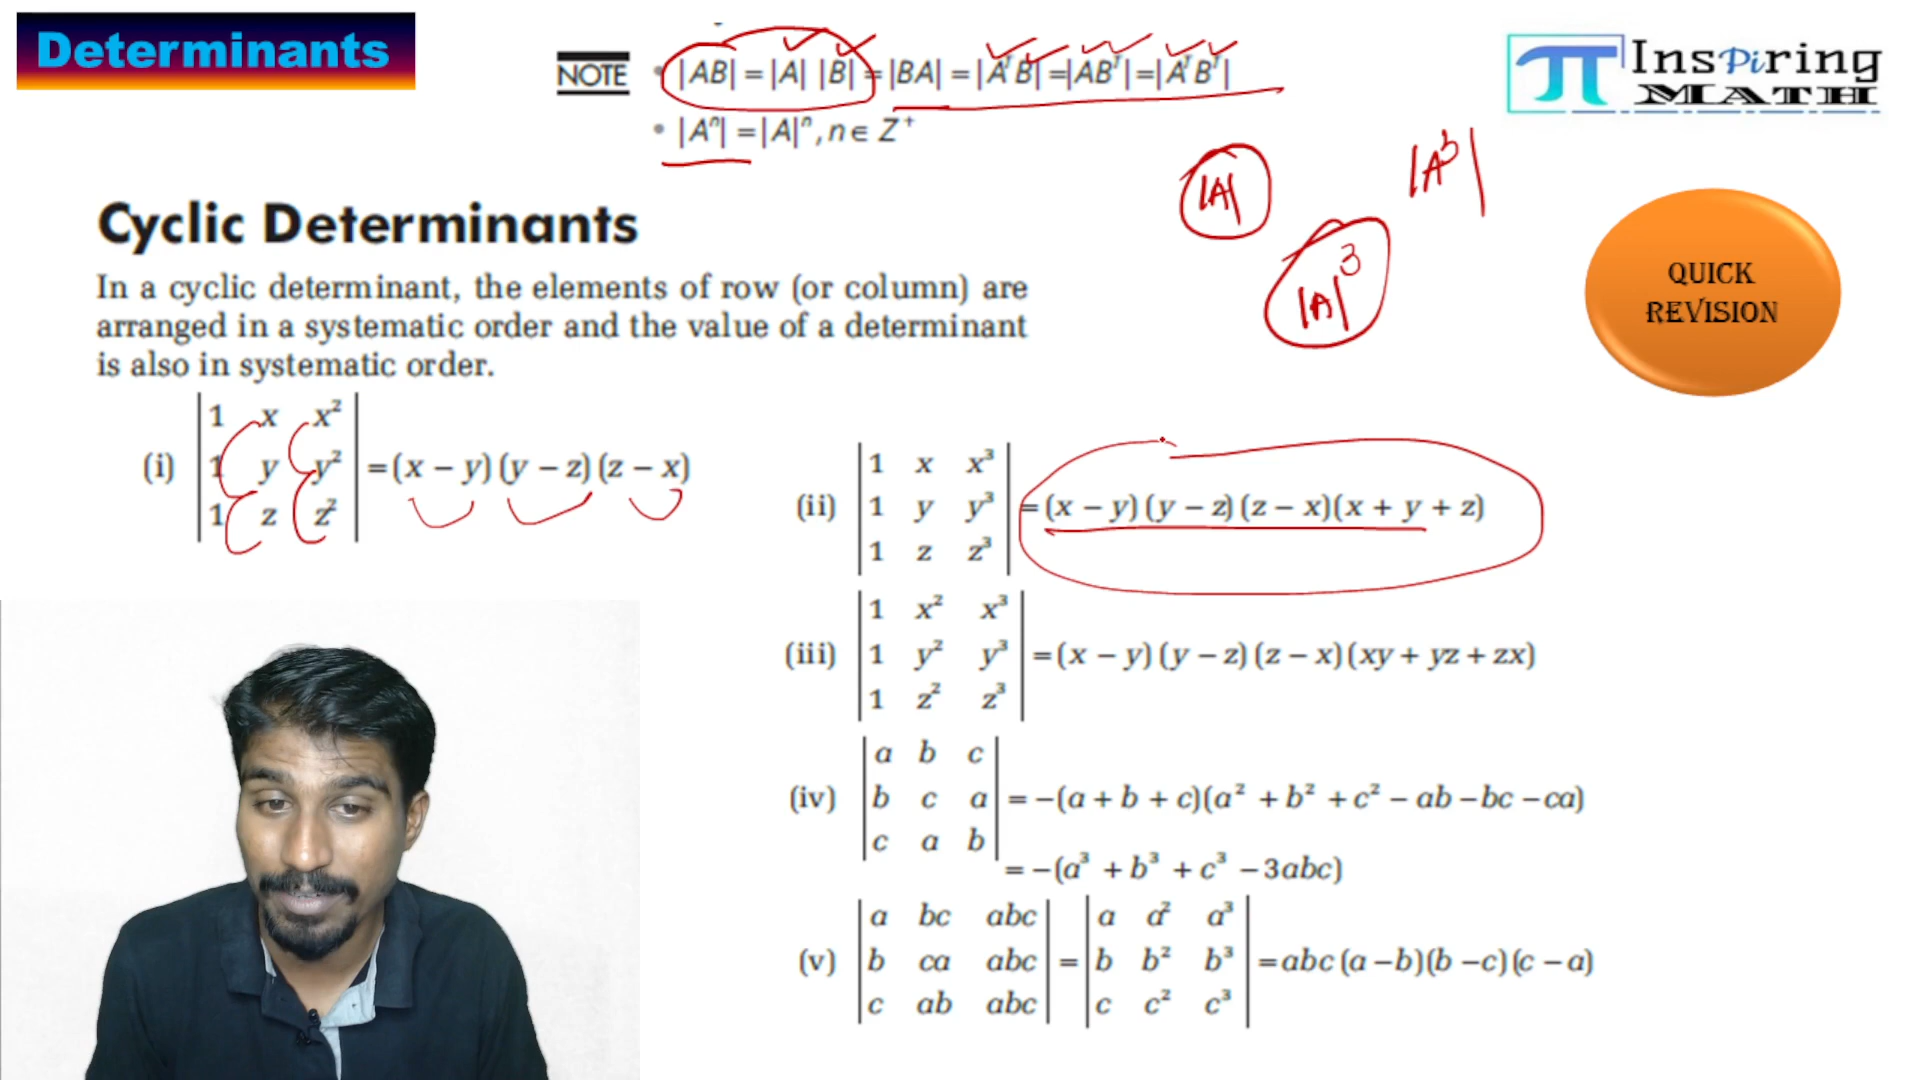 Determinants
NOTE
• |AB| = |A| |B| = |BA| = |AᵀB| = |ABᵀ| = |AᵀBᵀ|
• |Aⁿ| = |A|ⁿ, n ∈ Z⁺
InsPiring
MATH
|A|
|A³|
|A|³
QUICK
REVISION
Cyclic Determinants
In a cyclic determinant, the elements of row (or column) are
arranged in a systematic order and the value of a determinant
is also in systematic order.
1 x x²
(i) 1 y y² = (x – y) (y – z) (z – x)
1 z z²
1 x x³
(ii) 1 y y³ = (x – y) (y – z) (z – x)(x + y + z)
1 z z³
1 x² x³
(iii) 1 y² y³ = (x – y) (y – z) (z – x)(xy + yz + zx)
1 z² z³
a b c
(iv) b c a = –(a + b + c)(a² + b² + c² – ab – bc – ca)
c a b
= –(a³ + b³ + c³ – 3abc)
a bc abc a a² a³
(v) b ca abc = b b² b³ = abc (a – b)(b – c)(c – a)
c ab abc c c² c³